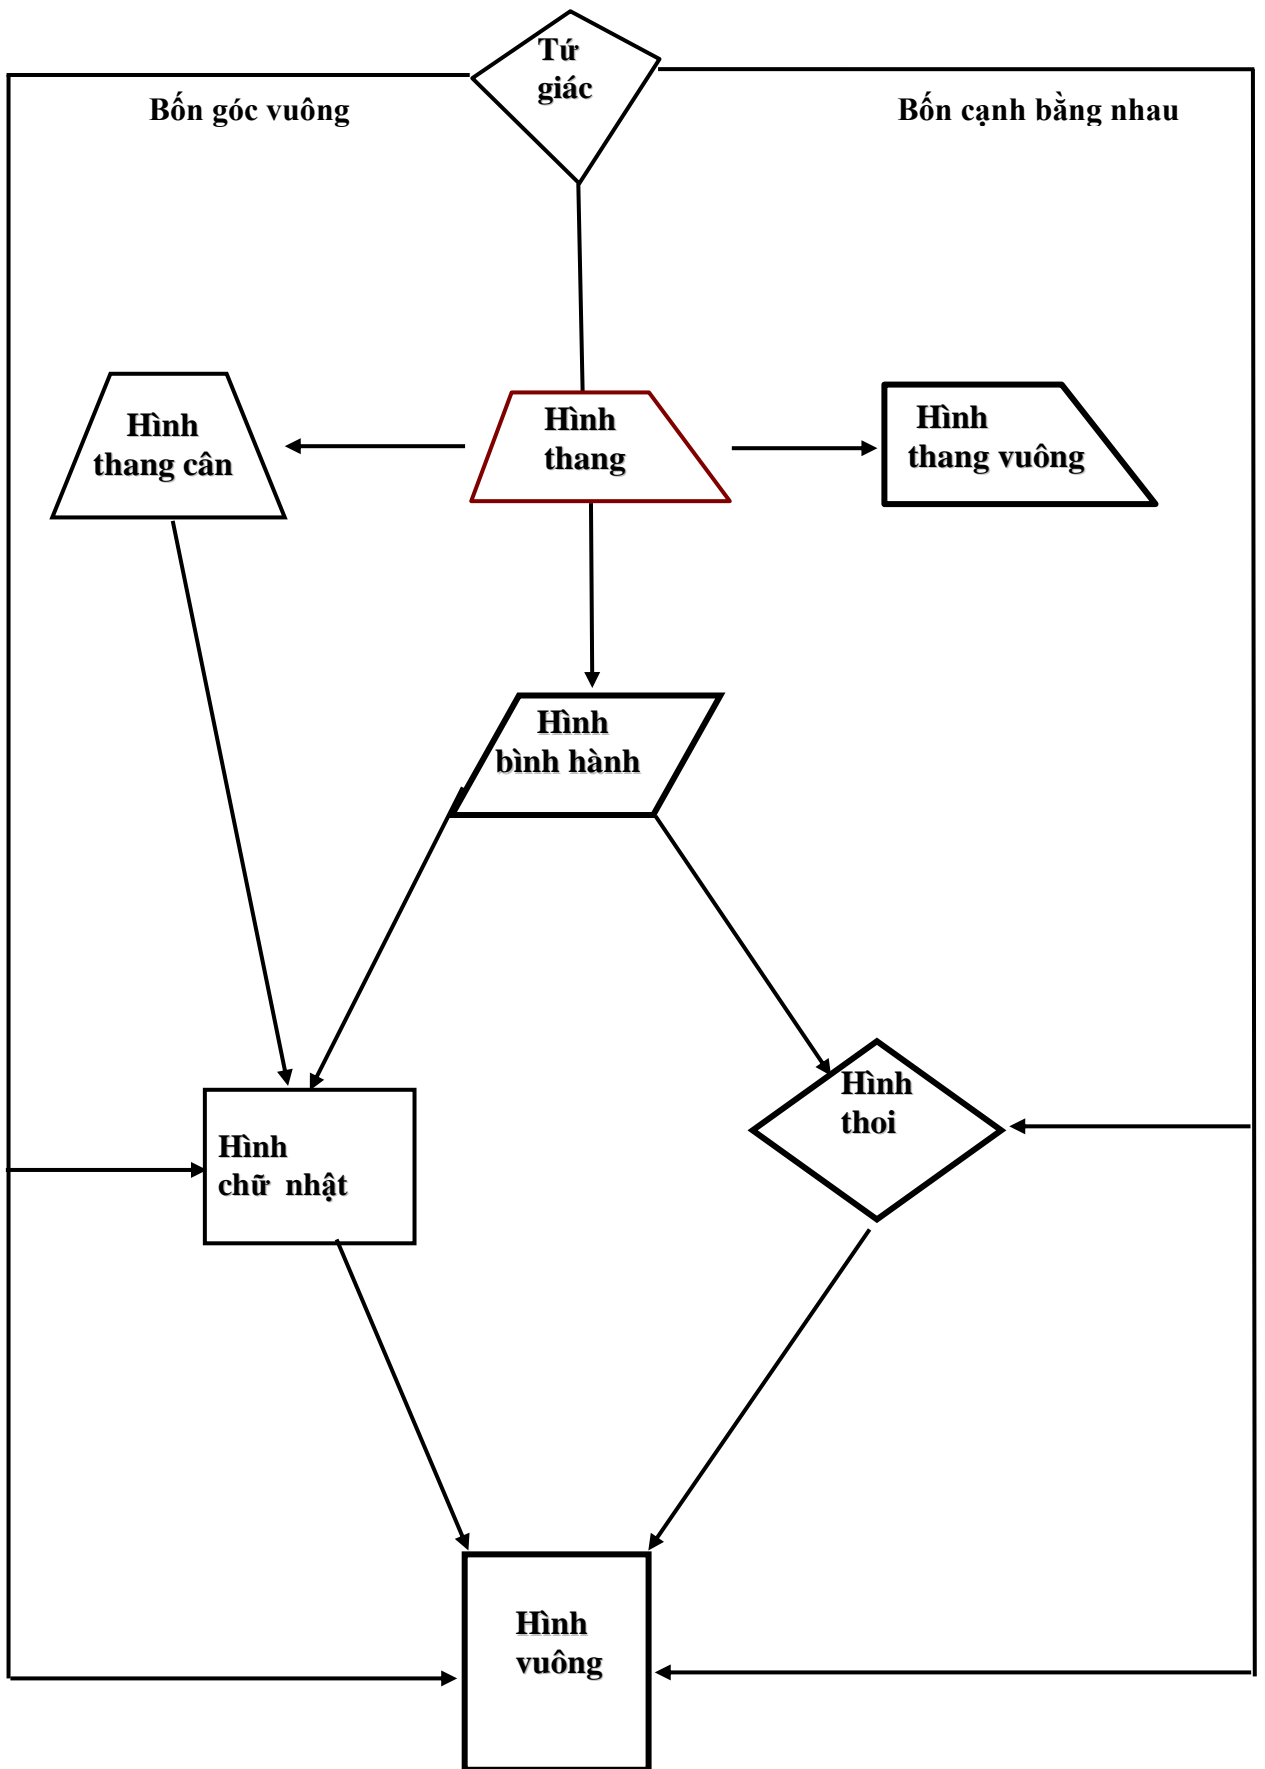 Tứ
giác
Bốn góc vuông
Bốn cạnh bằng nhau
Hình
thang cân
Hình
thang
Hình
thang vuông
Hình
bình hành
Hình
thoi
Hình
chữ nhật
Hình
vuông